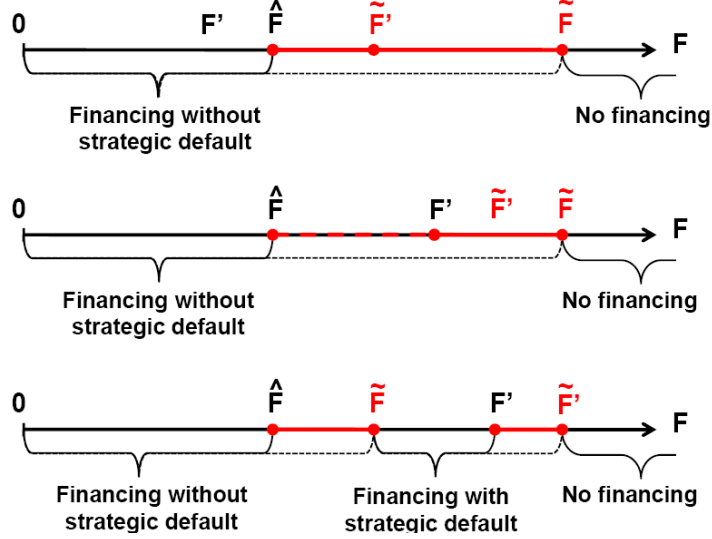 0 F’ F̂ F̃’ F̃ F
Financing without
strategic default
No financing
0 F̂ F’ F̃’ F̃ F
Financing without
strategic default
No financing
0 F̂ F̃ F’ F̃’ F
Financing without
strategic default
Financing with
strategic default
No financing